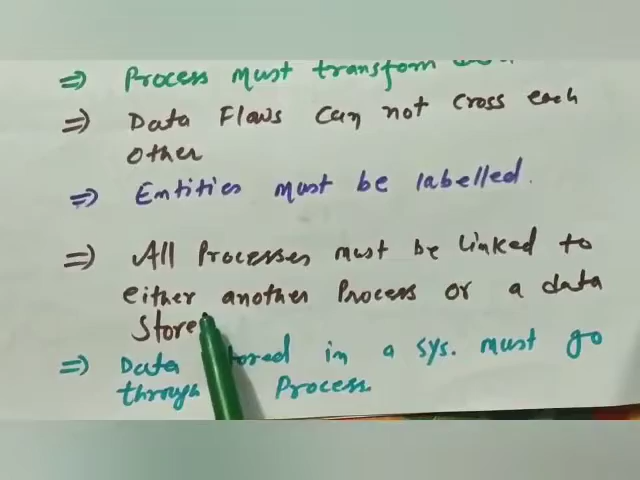 ⇒ Process must transform
⇒ Data Flows Can not cross each
other
⇒ Entities must be labelled.
⇒ All Processes must be linked to
either another Process or a data
Store
⇒ Data in a sys. must go
through Process.